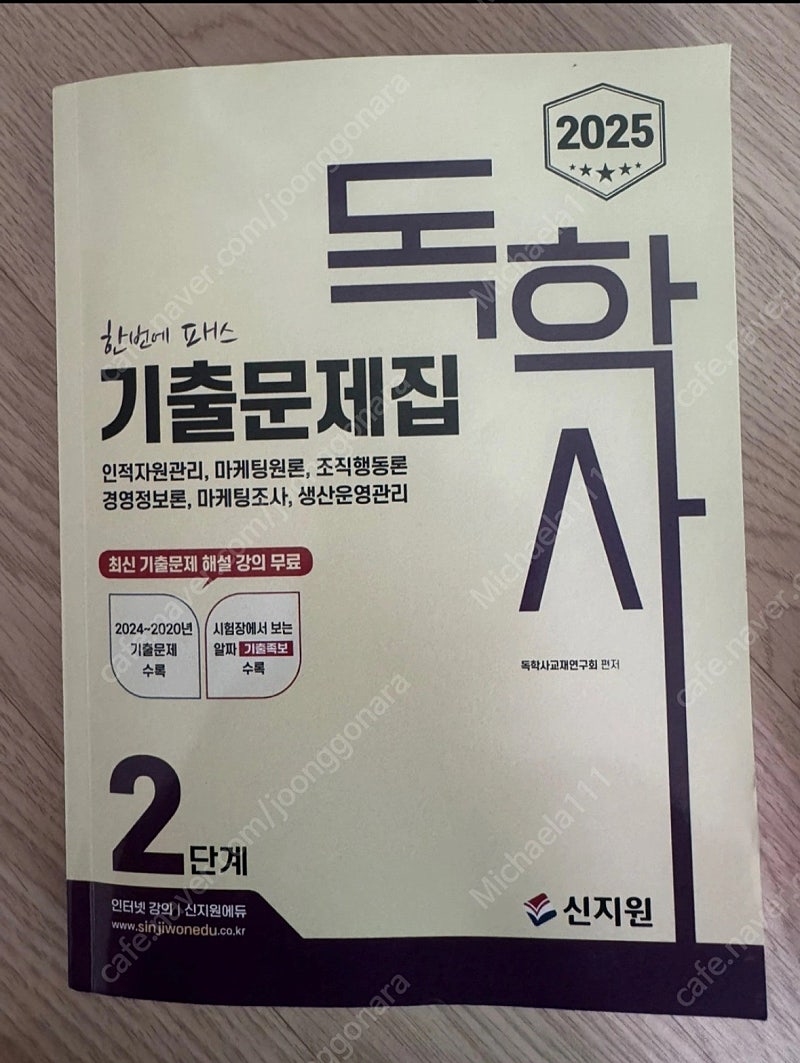 2025
독학사
한번에 패스
기출문제집
인적자원관리, 마케팅원론, 조직행동론
경영정보론, 마케팅조사, 생산운영관리
최신 기출문제 해설 강의 무료
2024~2020년
기출문제
수록
시험장에서 보는
알짜 기출족보
수록
독학사교재연구회 편저
2단계
인터넷 강의 | 신지원에듀
www.sinjiwonedu.co.kr
신지원
cafe.naver.com/joonggonara
Michaela111
cafe.naver.com/joonggonara
Michaela111